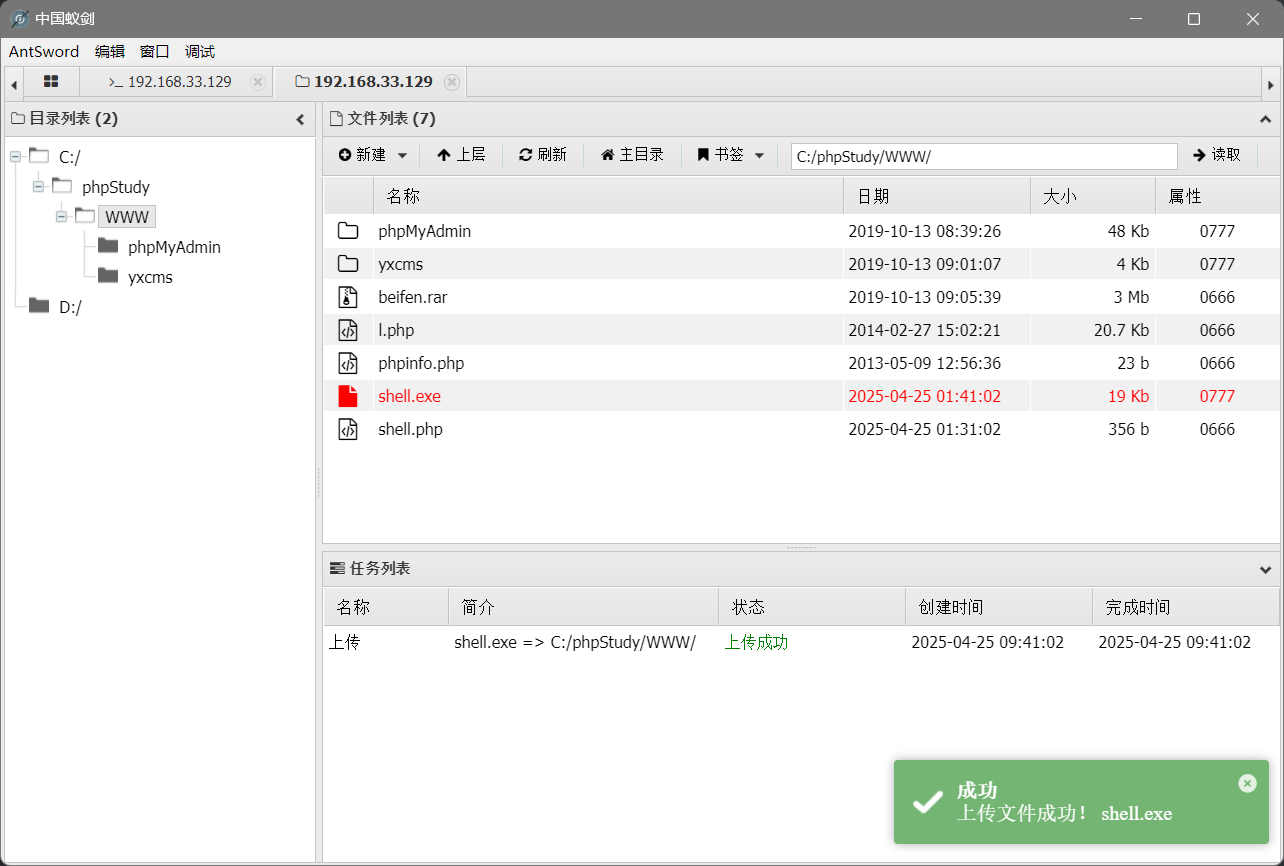 中国蚁剑
AntSword 编辑 窗口 调试
>_ 192.168.33.129 192.168.33.129
目录列表 (2)
C:/
phpStudy
WWW
phpMyAdmin
yxcms
D:/
文件列表 (7)
新建 上层 刷新 主目录 书签 C:/phpStudy/WWW/ 读取
名称 日期 大小 属性
phpMyAdmin 2019-10-13 08:39:26 48 Kb 0777
yxcms 2019-10-13 09:01:07 4 Kb 0777
beifen.rar 2019-10-13 09:05:39 3 Mb 0666
l.php 2014-02-27 15:02:21 20.7 Kb 0666
phpinfo.php 2013-05-09 12:56:36 23 b 0666
shell.exe 2025-04-25 01:41:02 19 Kb 0777
shell.php 2025-04-25 01:31:02 356 b 0666
任务列表
名称 简介 状态 创建时间 完成时间
上传 shell.exe => C:/phpStudy/WWW/ 上传成功 2025-04-25 09:41:02 2025-04-25 09:41:02
成功
上传文件成功！ shell.exe